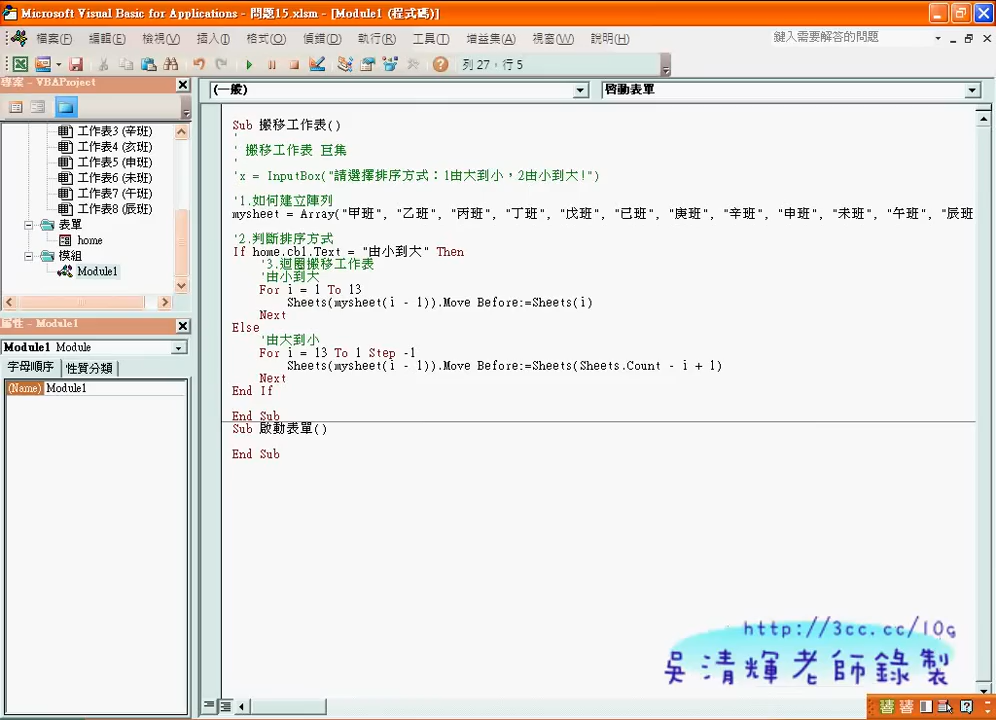 Microsoft Visual Basic for Applications - 問題15.xlsm - [Module1 (程式碼)]
檔案(F) 編輯(E) 檢視(V) 插入(I) 格式(O) 偵錯(D) 執行(R) 工具(T) 增益集(A) 視窗(W) 說明(H) 鍵入需要解答的問題
列 27，行 5
專案 - VBAProject
(一般) 啟動表單
工作表3 (辛班)
工作表4 (亥班)
工作表5 (申班)
工作表6 (未班)
工作表7 (午班)
工作表8 (辰班)
表單
home
模組
Module1
屬性 - Module1
Module1 Module
字母順序 性質分類
(Name) Module1
Sub 搬移工作表()
'
' 搬移工作表 巨集
'
'x = InputBox("請選擇排序方式：1由大到小，2由小到大!")
'1.如何建立陣列
mysheet = Array("甲班", "乙班", "丙班", "丁班", "戊班", "已班", "庚班", "辛班", "申班", "未班", "午班", "辰班
'2.判斷排序方式
If home.cb1.Text = "由小到大" Then
'3.迴圈搬移工作表
'由小到大
For i = 1 To 13
Sheets(mysheet(i - 1)).Move Before:=Sheets(i)
Next
Else
'由大到小
For i = 13 To 1 Step -1
Sheets(mysheet(i - 1)).Move Before:=Sheets(Sheets.Count - i + 1)
Next
End If
End Sub
Sub 啟動表單()
End Sub
http://3cc.cc/10g
吳清輝老師錄製